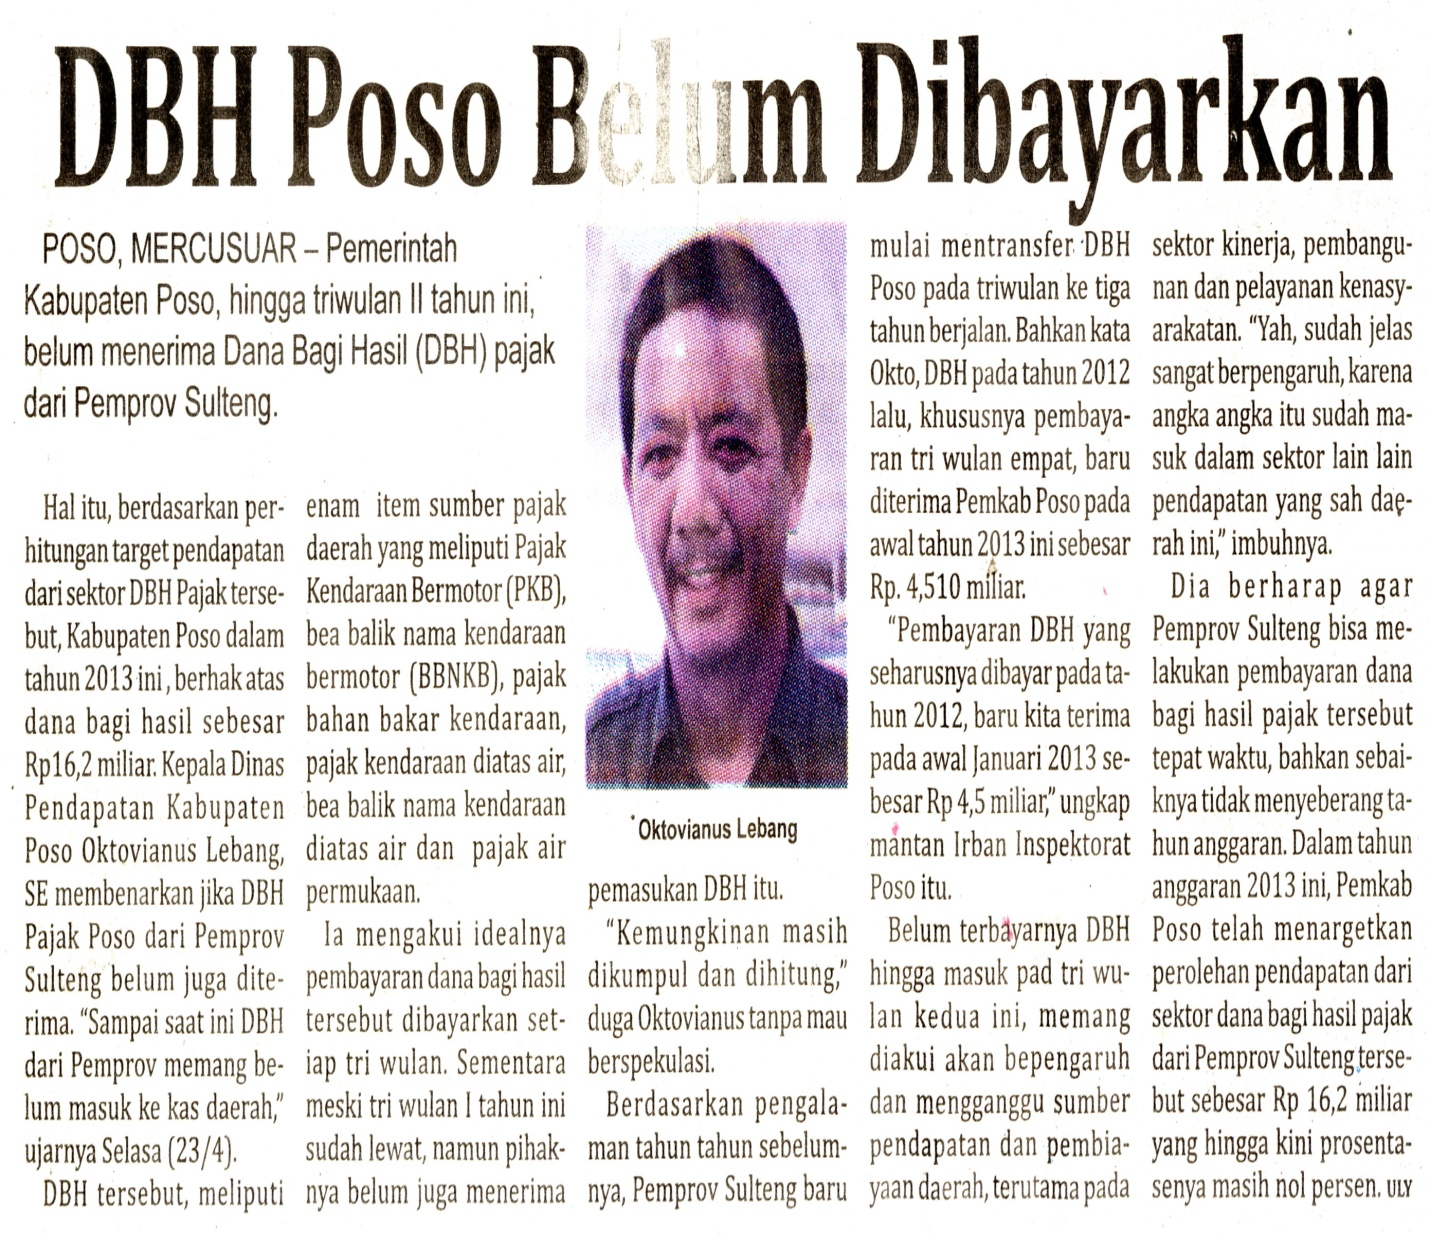 DBH Poso Belum Dibayarkan
POSO, MERCUSUAR – Pemerintah
Kabupaten Poso, hingga triwulan II tahun ini,
belum menerima Dana Bagi Hasil (DBH) pajak
dari Pemprov Sulteng.
Hal itu, berdasarkan per-
hitungan target pendapatan
dari sektor DBH Pajak terse-
but, Kabupaten Poso dalam
tahun 2013 ini , berhak atas
dana bagi hasil sebesar
Rp16,2 miliar. Kepala Dinas
Pendapatan Kabupaten
Poso Oktovianus Lebang,
SE membenarkan jika DBH
Pajak Poso dari Pemprov
Sulteng belum juga dite-
rima. “Sampai saat ini DBH
dari Pemprov memang be-
lum masuk ke kas daerah,”
ujarnya Selasa (23/4).
DBH tersebut, meliputi
enam item sumber pajak
daerah yang meliputi Pajak
Kendaraan Bermotor (PKB),
bea balik nama kendaraan
bermotor (BBNKB), pajak
bahan bakar kendaraan,
pajak kendaraan diatas air,
bea balik nama kendaraan
diatas air dan pajak air
permukaan.
Ia mengakui idealnya
pembayaran dana bagi hasil
tersebut dibayarkan set-
iap tri wulan. Sementara
meski tri wulan I tahun ini
sudah lewat, namun pihak-
nya belum juga menerima
Oktovianus Lebang
pemasukan DBH itu.
“Kemungkinan masih
dikumpul dan dihitung,”
duga Oktovianus tanpa mau
berspekulasi.
Berdasarkan pengala-
man tahun tahun sebelum-
nya, Pemprov Sulteng baru
mulai mentransfer DBH
Poso pada triwulan ke tiga
tahun berjalan. Bahkan kata
Okto, DBH pada tahun 2012
lalu, khususnya pembaya-
ran tri wulan empat, baru
diterima Pemkab Poso pada
awal tahun 2013 ini sebesar
Rp. 4,510 miliar.
“Pembayaran DBH yang
seharusnya dibayar pada ta-
hun 2012, baru kita terima
pada awal Januari 2013 se-
besar Rp 4,5 miliar,” ungkap
mantan Irban Inspektorat
Poso itu.
Belum terbayarnya DBH
hingga masuk pad tri wu-
lan kedua ini, memang
diakui akan bepengaruh
dan mengganggu sumber
pendapatan dan pembia-
yaan daerah, terutama pada
sektor kinerja, pembangu-
nan dan pelayanan kenasy-
arakatan. “Yah, sudah jelas
sangat berpengaruh, karena
angka angka itu sudah ma-
suk dalam sektor lain lain
pendapatan yang sah dae-
rah ini,” imbuhnya.
Dia berharap agar
Pemprov Sulteng bisa me-
lakukan pembayaran dana
bagi hasil pajak tersebut
tepat waktu, bahkan sebai-
knya tidak menyeberang ta-
hun anggaran. Dalam tahun
anggaran 2013 ini, Pemkab
Poso telah menargetkan
perolehan pendapatan dari
sektor dana bagi hasil pajak
dari Pemprov Sulteng terse-
but sebesar Rp 16,2 miliar
yang hingga kini prosenta-
senya masih nol persen. ULY